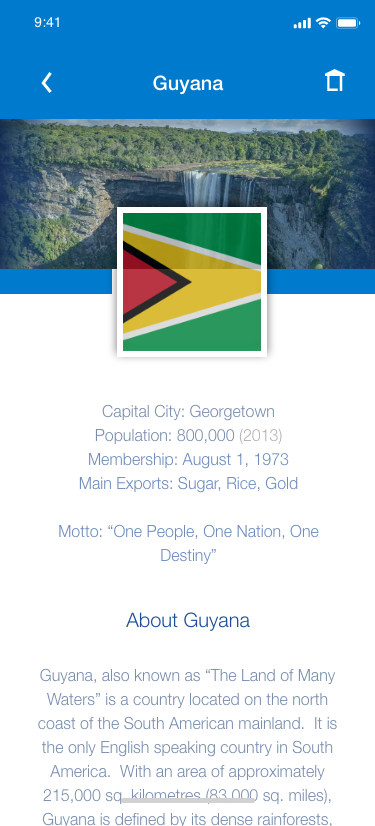 9:41
Guyana
Capital City: Georgetown
Population: 800,000 (2013)
Membership: August 1, 1973
Main Exports: Sugar, Rice, Gold
Motto: “One People, One Nation, One
Destiny”
About Guyana
Guyana, also known as “The Land of Many
Waters” is a country located on the north
coast of the South American mainland.  It is
the only English speaking country in South
America.  With an area of approximately
215,000 sq. kilometres (83,000 sq. miles),
Guyana is defined by its dense rainforests,